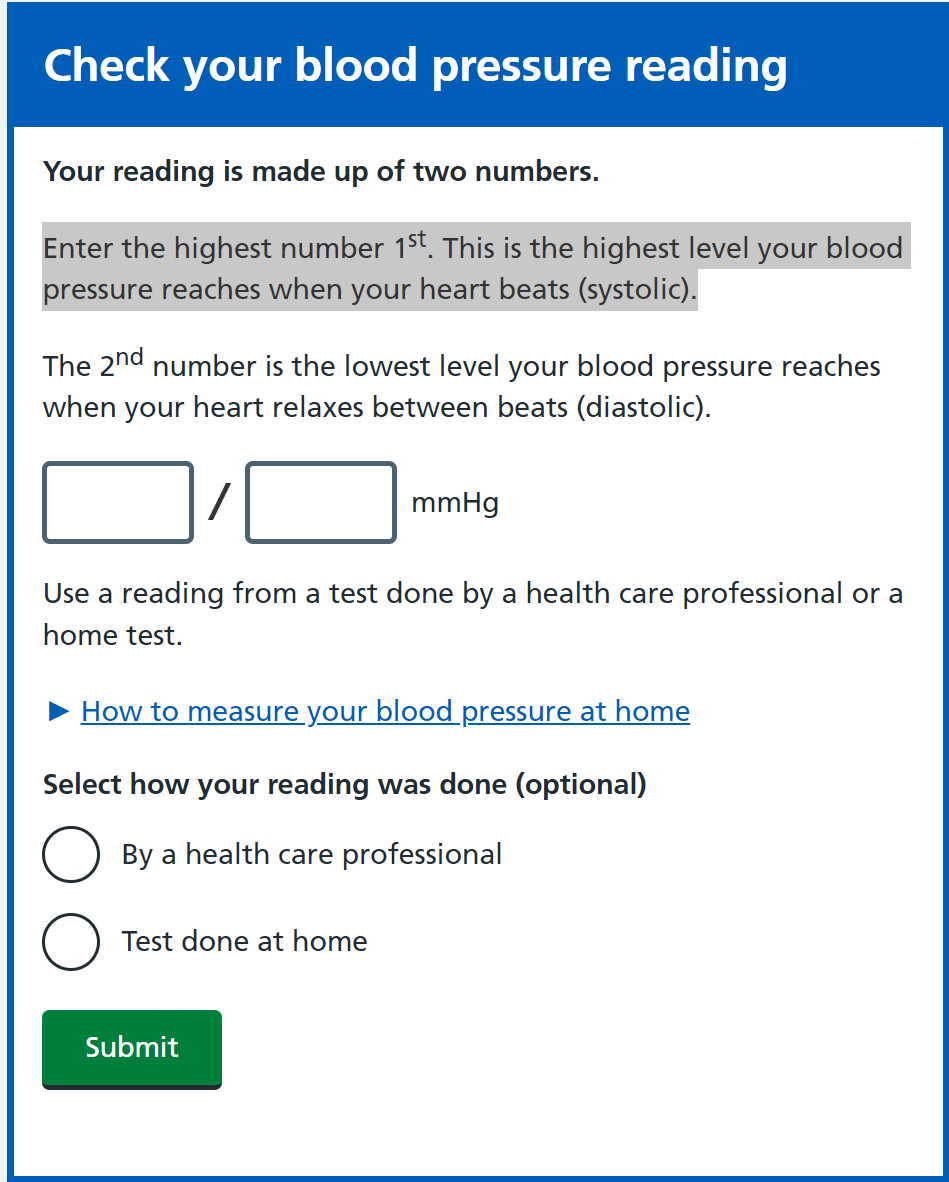 Check your blood pressure reading
Your reading is made up of two numbers.
Enter the highest number 1st. This is the highest level your blood
pressure reaches when your heart beats (systolic).
The 2nd number is the lowest level your blood pressure reaches
when your heart relaxes between beats (diastolic).
/ mmHg
Use a reading from a test done by a health care professional or a
home test.
► How to measure your blood pressure at home
Select how your reading was done (optional)
By a health care professional
Test done at home
Submit